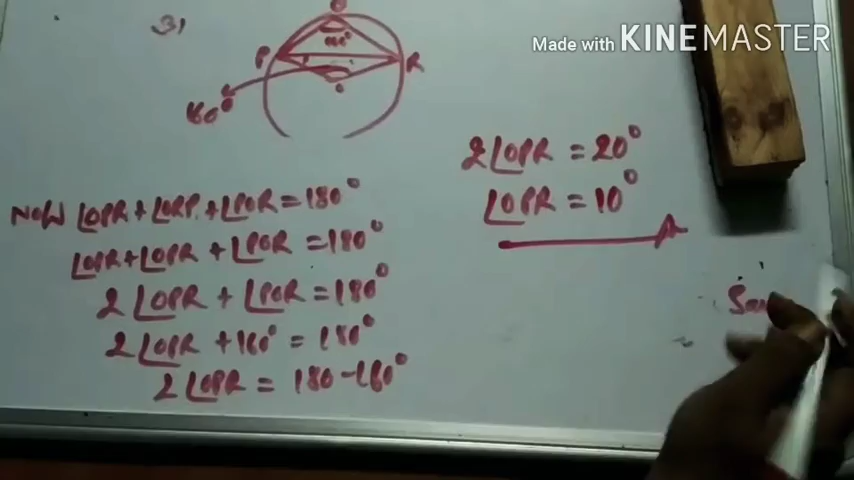 31
Q
P
R
O
160°
Made with KINEMASTER
NOW ∠OPR + ∠ORP + ∠POR = 180°
∠OPR + ∠OPR + ∠POR = 180°
2∠OPR + ∠POR = 180°
2∠OPR + 160° = 180°
2∠OPR = 180 - 160°
2∠OPR = 20°
∠OPR = 10°